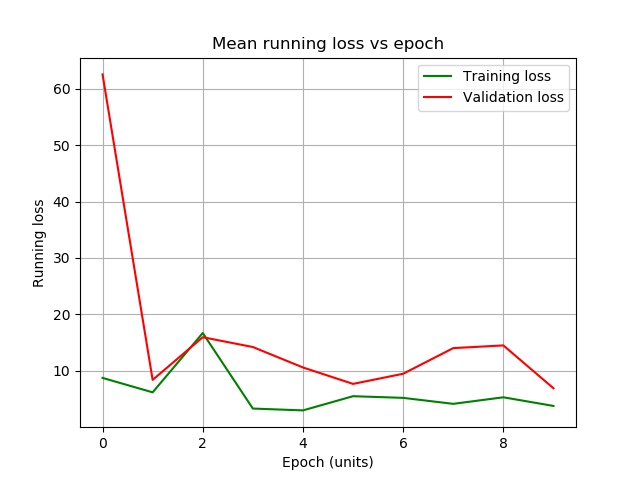 Mean running loss vs epoch
Training loss
Validation loss
60
50
40
30
20
10
Running loss
0 2 4 6 8
Epoch (units)